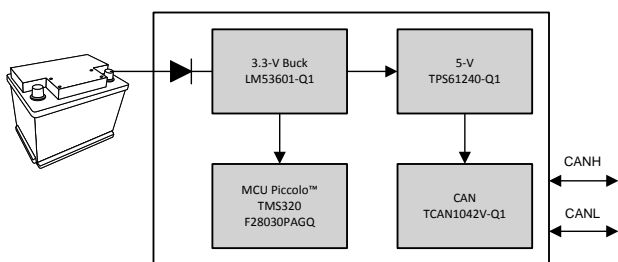 3.3-V Buck
LM53601-Q1
5-V
TPS61240-Q1
MCU Piccolo™
TMS320
F28030PAGQ
CAN
TCAN1042V-Q1
CANH
CANL